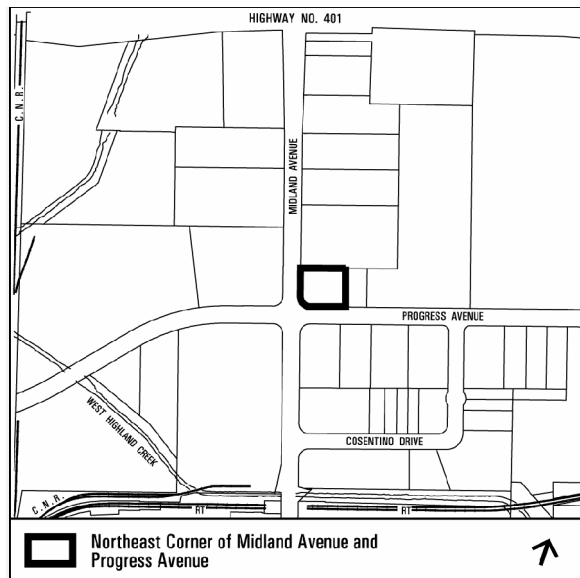 HIGHWAY NO. 401
C.N.R.
MIDLAND AVENUE
PROGRESS AVENUE
WEST HIGHLAND CREEK
COSENTINO DRIVE
C.N.R.
RT
RT
Northeast Corner of Midland Avenue and
Progress Avenue